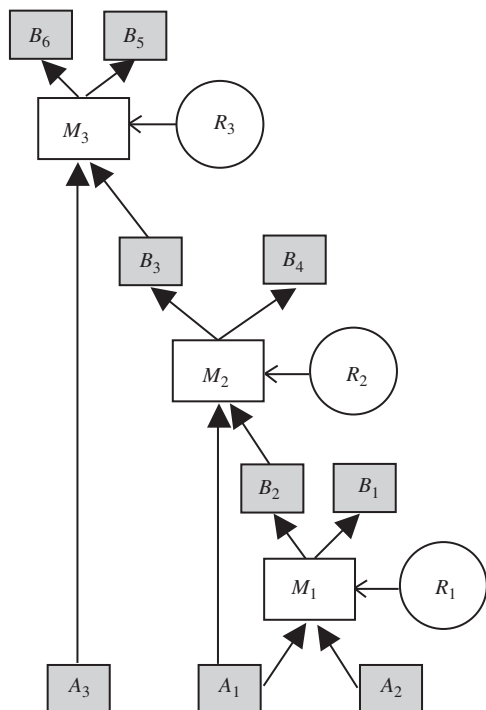 B₆ B₅
M₃ R₃
B₃ B₄
M₂ R₂
B₂ B₁
M₁ R₁
A₃ A₁ A₂